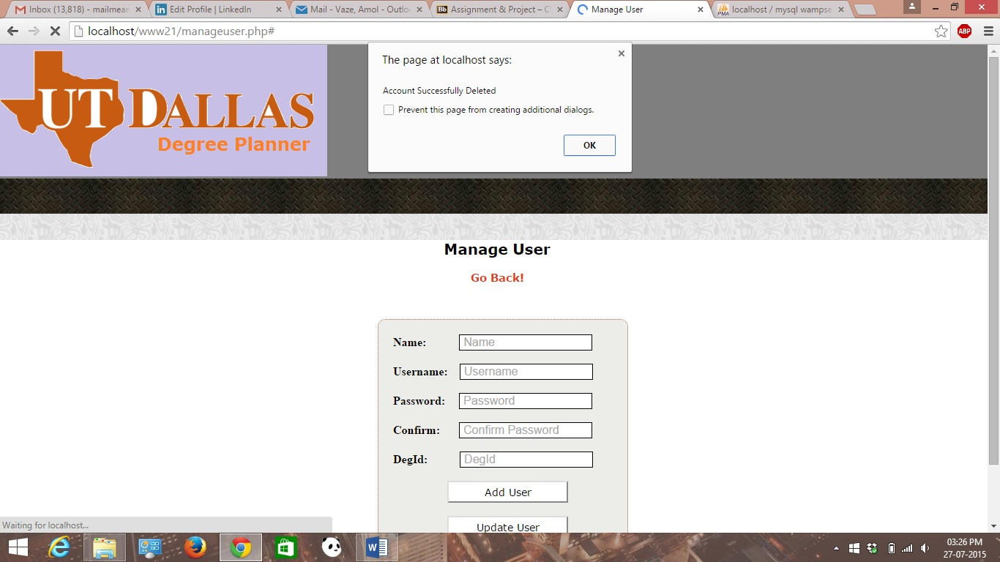 Inbox (13,818) - mailmean
Edit Profile | LinkedIn
Mail - Vaze, Amol - Outlo
Bb Assignment & Project – C
Manage User
PMA localhost / mysql wampse
localhost/www21/manageuser.php#
ABP
The page at localhost says:
Account Successfully Deleted
Prevent this page from creating additional dialogs.
OK
UT DALLAS
Degree Planner
Manage User
Go Back!
Name: Name
Username: Username
Password: Password
Confirm: Confirm Password
DegId: DegId
Add User
Update User
Waiting for localhost...
03:26 PM
27-07-2015